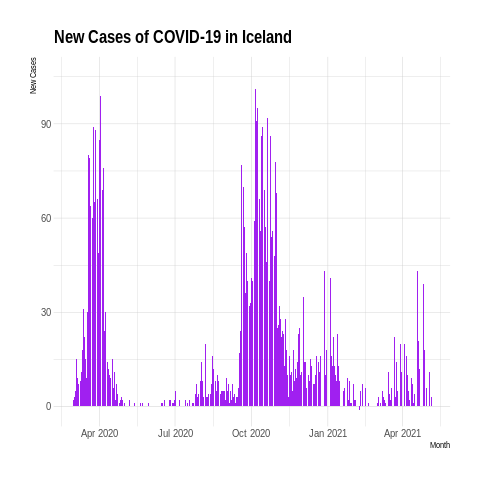 New Cases of COVID-19 in Iceland
New Cases
90
60
30
0
Apr 2020 Jul 2020 Oct 2020 Jan 2021 Apr 2021
Month